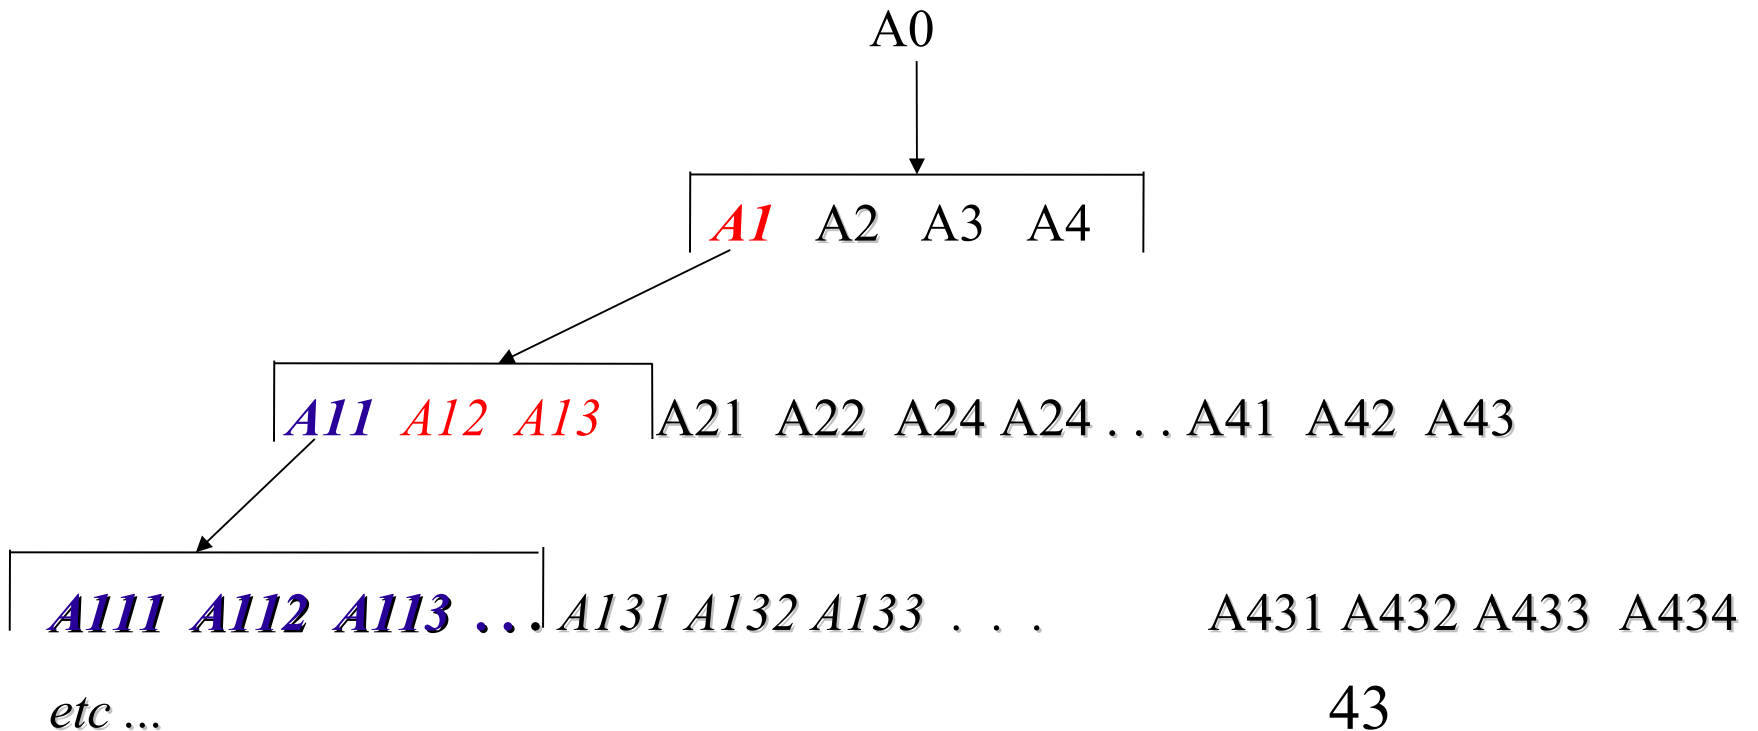 A0
A1 A2 A3 A4
A11 A12 A13 A21 A22 A24 A24 . . . A41 A42 A43
A111 A112 A113 . . . A131 A132 A133 . . . A431 A432 A433 A434
etc ... 43